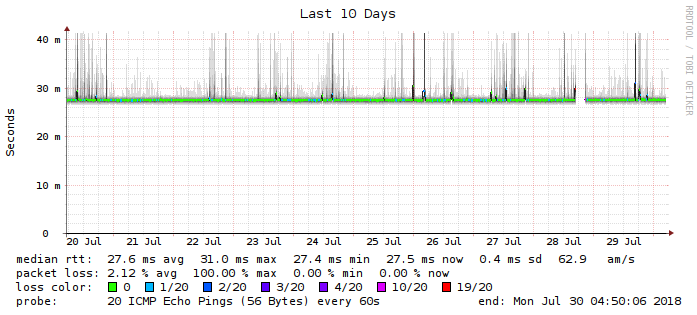 Last 10 Days
RRDTOOL / TOBI OETIKER
Seconds
40 m
30 m
20 m
10 m
0
20 Jul 21 Jul 22 Jul 23 Jul 24 Jul 25 Jul 26 Jul 27 Jul 28 Jul 29 Jul
median rtt: 27.6 ms avg 31.0 ms max 27.4 ms min 27.5 ms now 0.4 ms sd 62.9 am/s
packet loss: 2.12 % avg 100.00 % max 0.00 % min 0.00 % now
loss color: 0 1/20 2/20 3/20 4/20 10/20 19/20
probe: 20 ICMP Echo Pings (56 Bytes) every 60s end: Mon Jul 30 04:50:06 2018